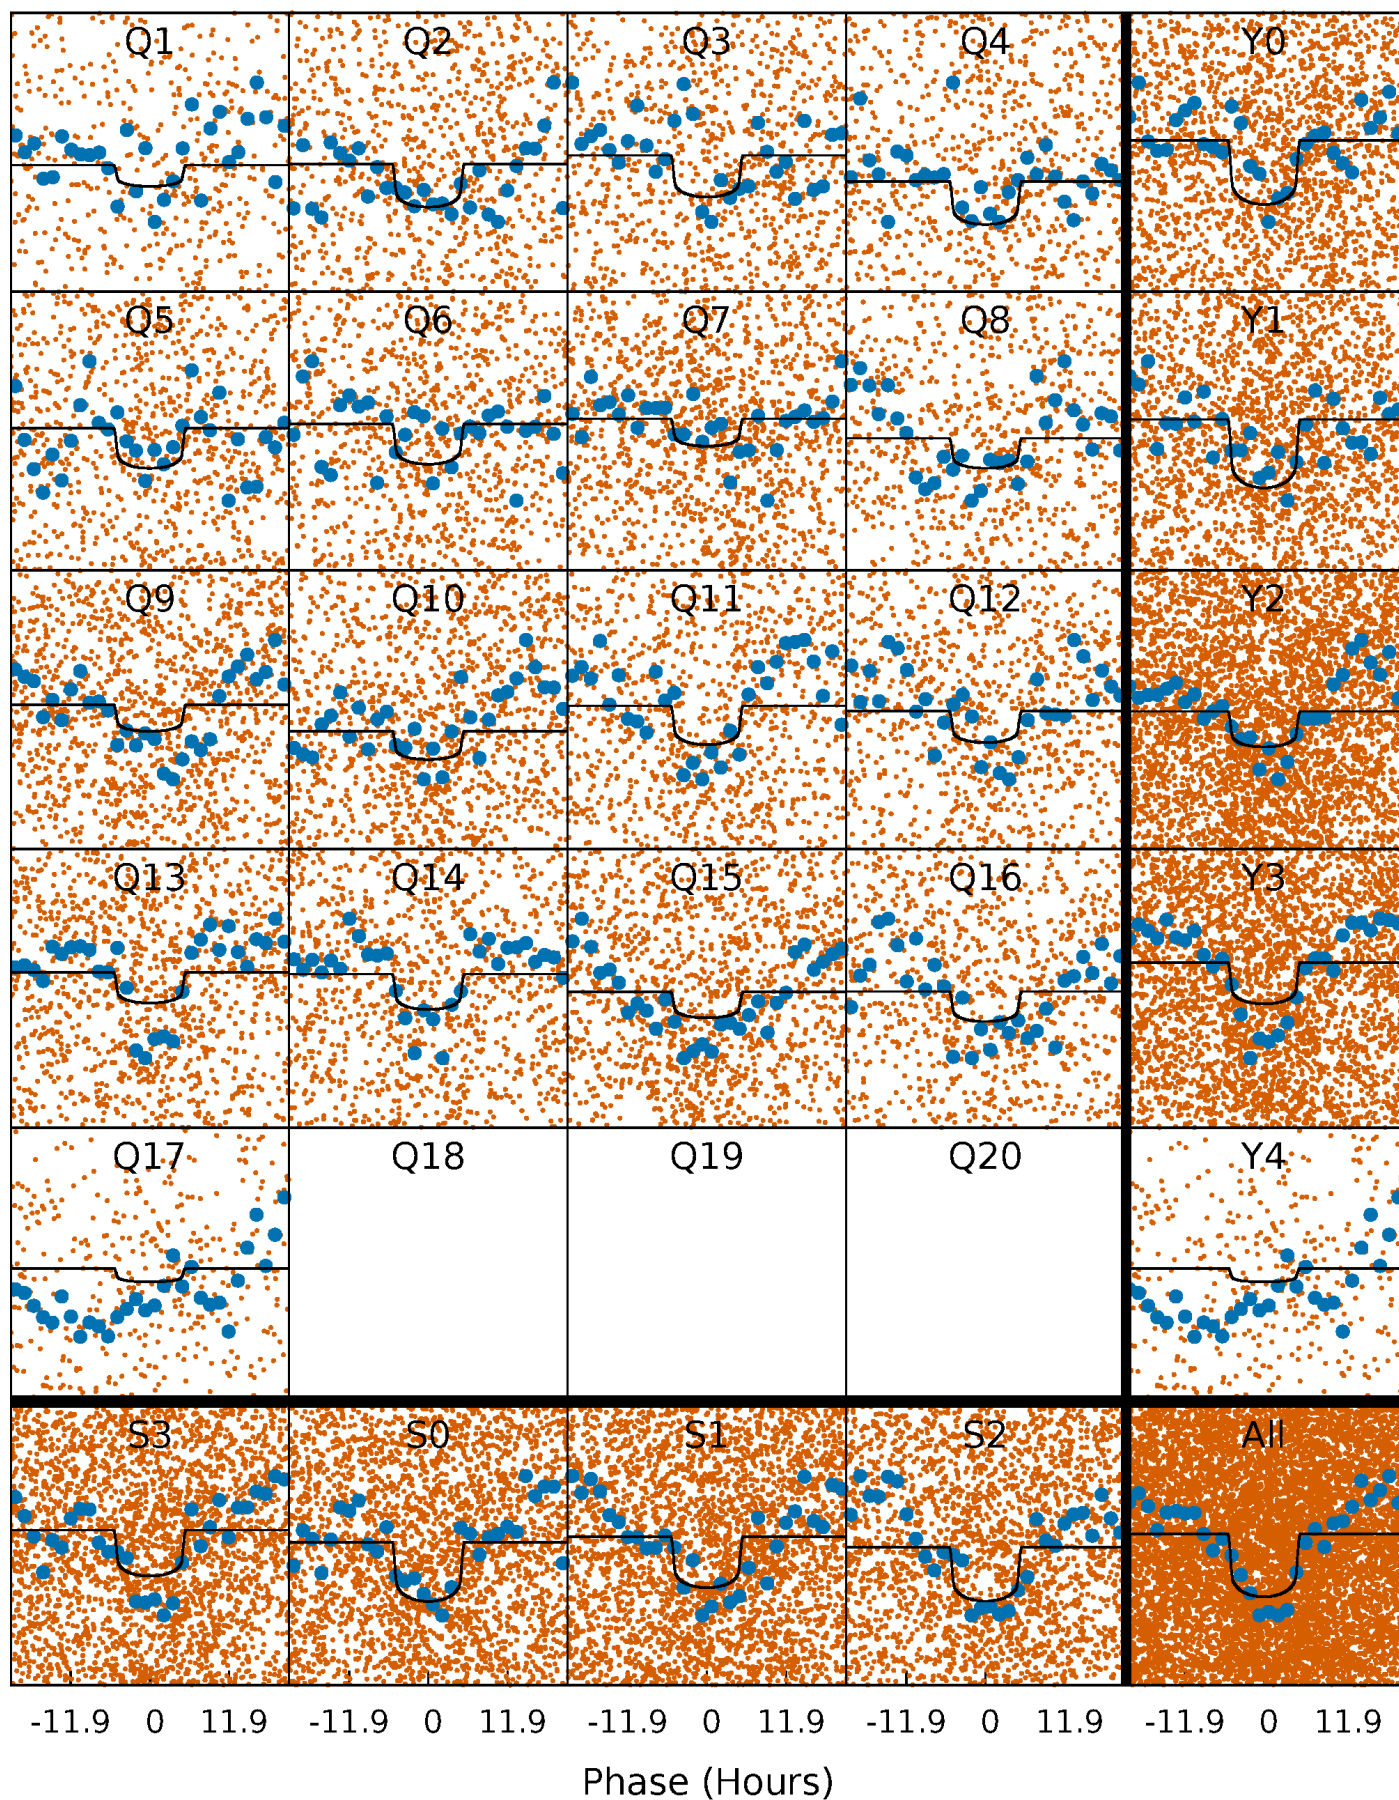 Q1 Q2 Q3 Q4 Y0
Q5 Q6 Q7 Q8 Y1
Q9 Q10 Q11 Q12 Y2
Q13 Q14 Q15 Q16 Y3
Q17 Q18 Q19 Q20 Y4
S3 S0 S1 S2 All
-11.9 0 11.9 -11.9 0 11.9 -11.9 0 11.9 -11.9 0 11.9 -11.9 0 11.9
Phase (Hours)